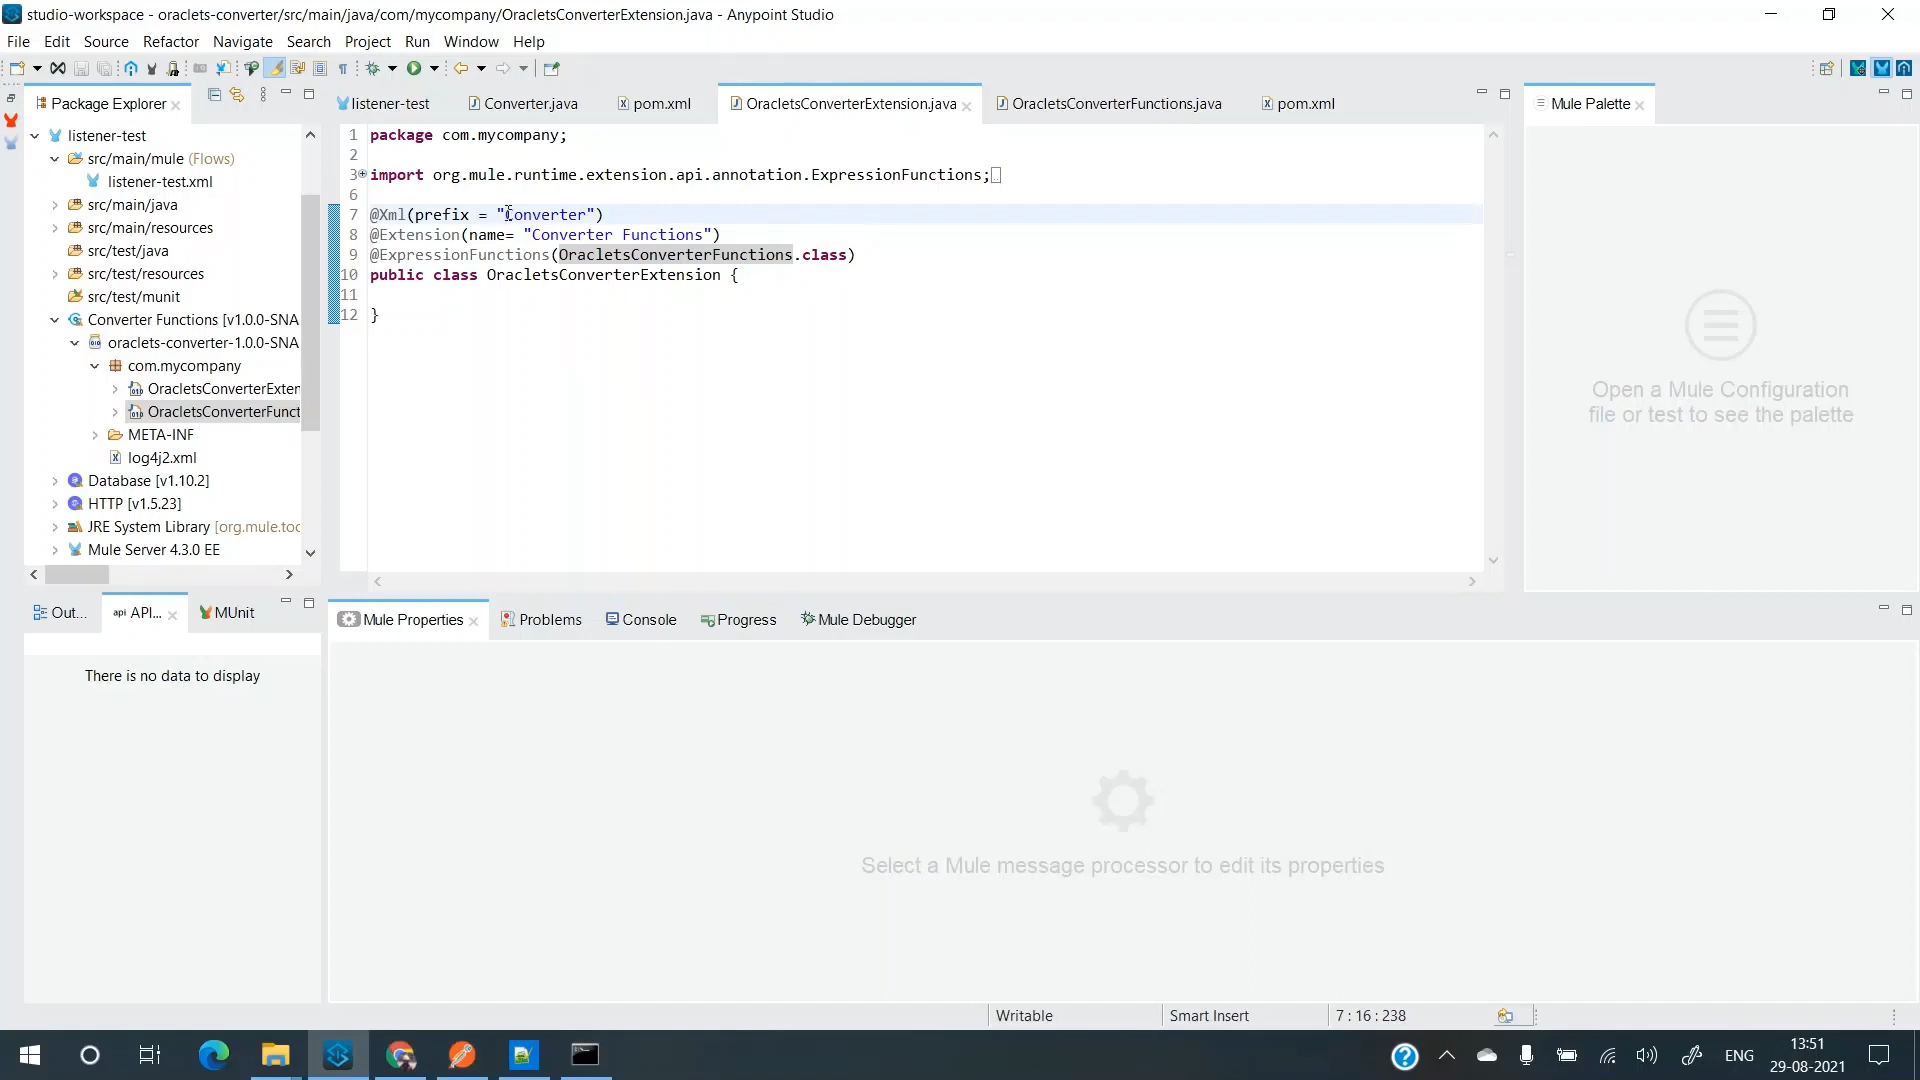 studio-workspace - oraclets-converter/src/main/java/com/mycompany/OracletsConverterExtension.java - Anypoint Studio
File Edit Source Refactor Navigate Search Project Run Window Help
Package Explorer
listener-test
src/main/mule (Flows)
listener-test.xml
src/main/java
src/main/resources
src/test/java
src/test/resources
src/test/munit
Converter Functions [v1.0.0-SNA
oraclets-converter-1.0.0-SNA
com.mycompany
OracletsConverterExten
OracletsConverterFunct
META-INF
log4j2.xml
Database [v1.10.2]
HTTP [v1.5.23]
JRE System Library [org.mule.too
Mule Server 4.3.0 EE
listener-test Converter.java pom.xml OracletsConverterExtension.java OracletsConverterFunctions.java pom.xml
1 package com.mycompany;
2
3 import org.mule.runtime.extension.api.annotation.ExpressionFunctions;
6
7 @Xml(prefix = "Converter")
8 @Extension(name= "Converter Functions")
9 @ExpressionFunctions(OracletsConverterFunctions.class)
10 public class OracletsConverterExtension {
11
12 }
Mule Palette
Open a Mule Configuration
file or test to see the palette
Out... api API... MUnit
There is no data to display
Mule Properties Problems Console Progress Mule Debugger
Select a Mule message processor to edit its properties
Writable Smart Insert 7 : 16 : 238
ENG
13:51
29-08-2021